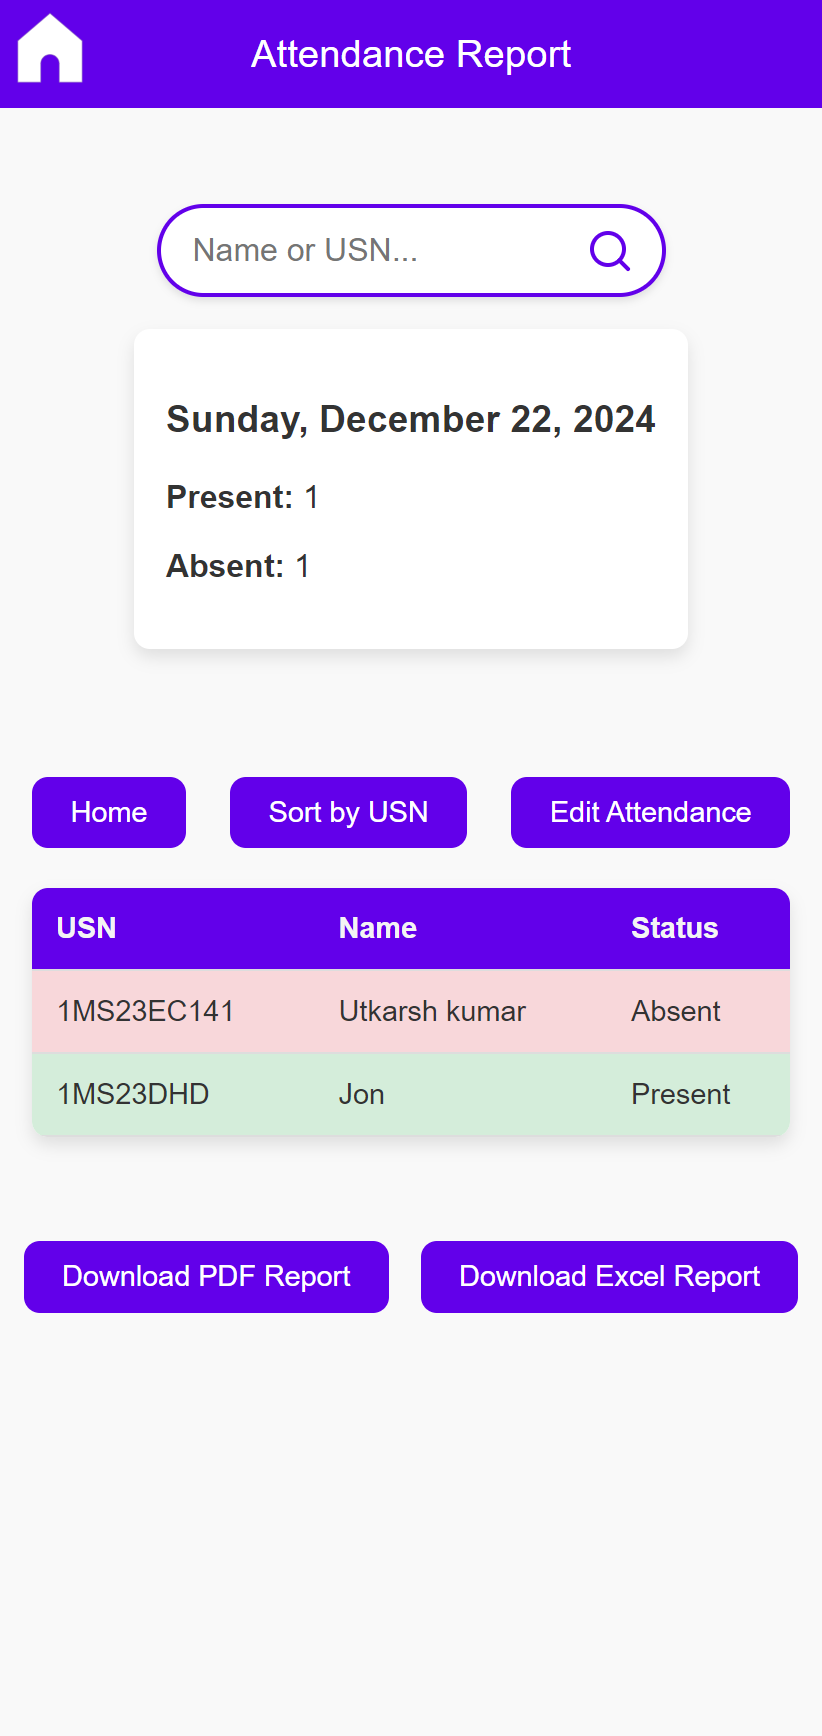 Attendance Report
Name or USN...
Sunday, December 22, 2024
Present: 1
Absent: 1
Home Sort by USN Edit Attendance
USN Name Status
1MS23EC141 Utkarsh kumar Absent
1MS23DHD Jon Present
Download PDF Report Download Excel Report